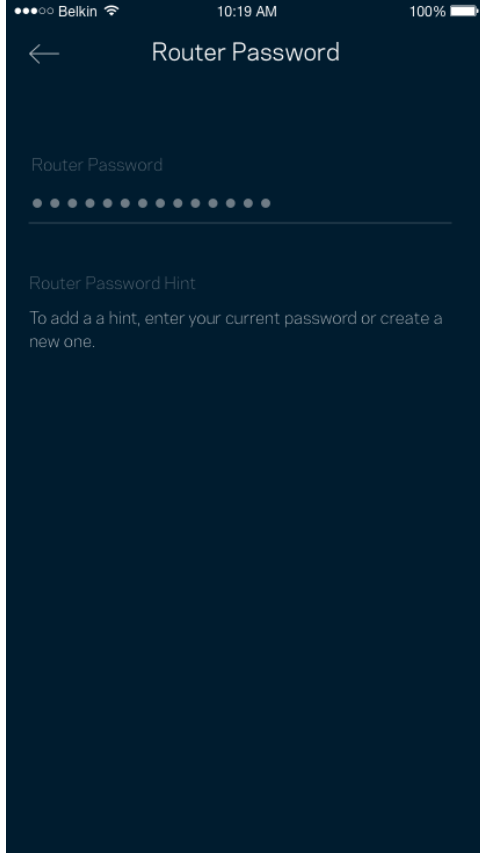 Belkin 10:19 AM 100%
Router Password
Router Password
●●●●●●●●●●●●●●
Router Password Hint
To add a a hint, enter your current password or create a
new one.